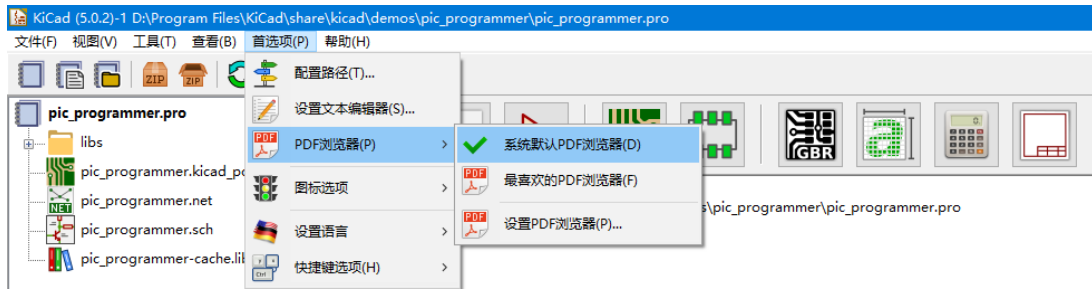 KiCad (5.0.2)-1 D:\Program Files\KiCad\share\kicad\demos\pic_programmer\pic_programmer.pro
文件(F) 视图(V) 工具(T) 查看(B) 首选项(P) 帮助(H)
ZIP ZIP
配置路径(T)...
pic_programmer.pro
设置文本编辑器(S)...
libs
PDF PDF浏览器(P)
系统默认PDF浏览器(D)
GBR
a
pic_programmer.kicad_pc
图标选项
PDF 最喜欢的PDF浏览器(F)
NET pic_programmer.net
s\pic_programmer\pic_programmer.pro
pic_programmer.sch
设置语言
PDF 设置PDF浏览器(P)...
pic_programmer-cache.lib
Ctrl 快捷键选项(H)